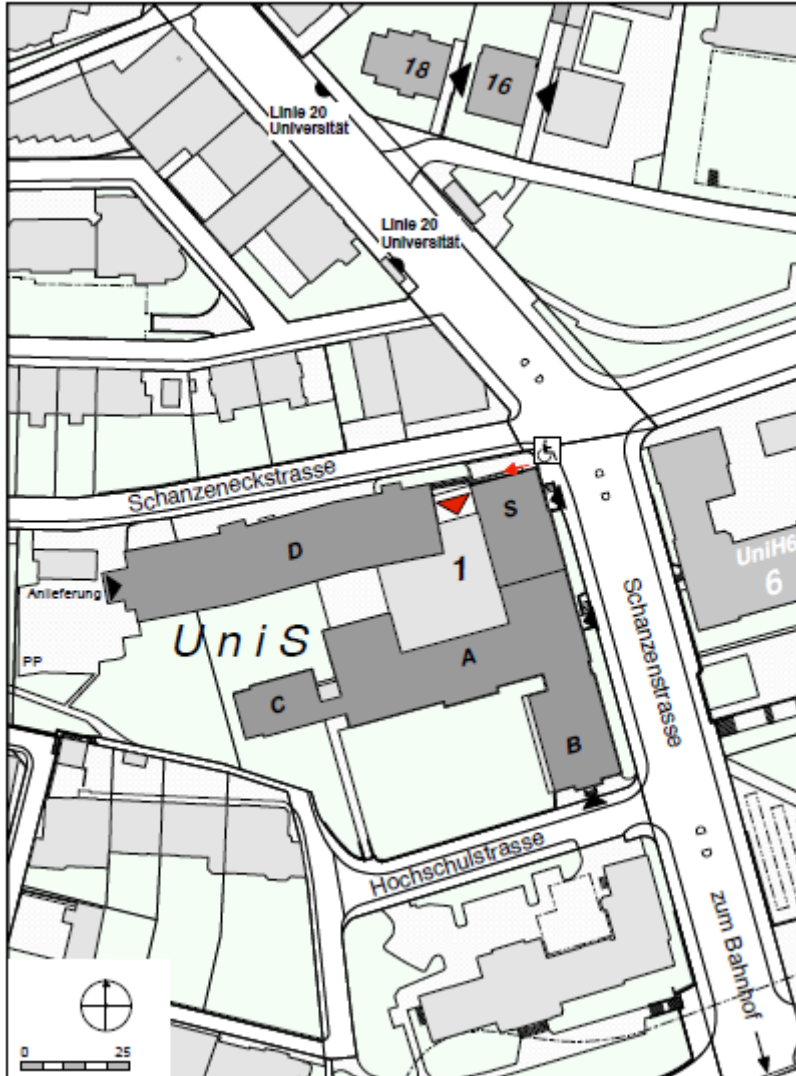 18
16
Linie 20
Universität
Linie 20
Universität
Schanzeneckstrasse
S
D
1
UniH6
6
Anlieferung
UniS
Schanzenstrasse
A
PP
C
B
Hochschulstrasse
zum Bahnhof
0 25